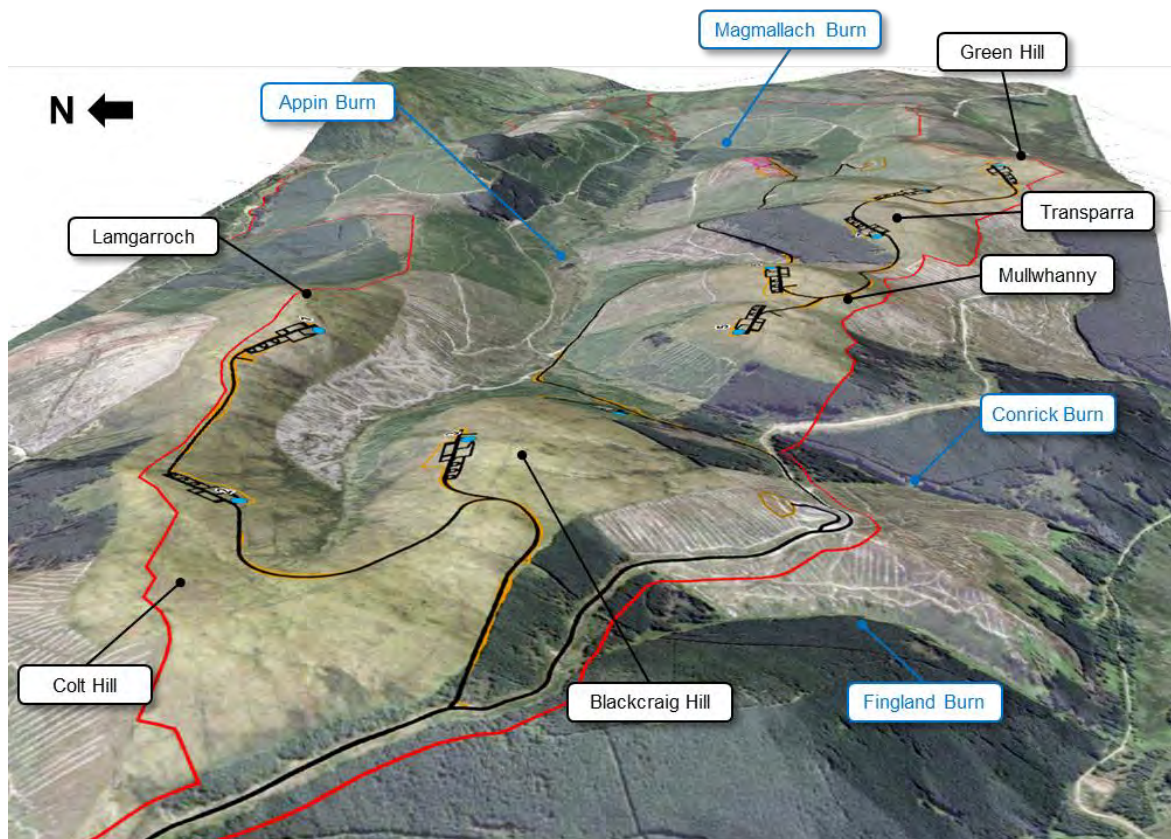 Magmallach Burn
Green Hill
N
Appin Burn
Transparra
Lamgarroch
Mullwhanny
Conrick Burn
Colt Hill
Blackcraig Hill
Fingland Burn